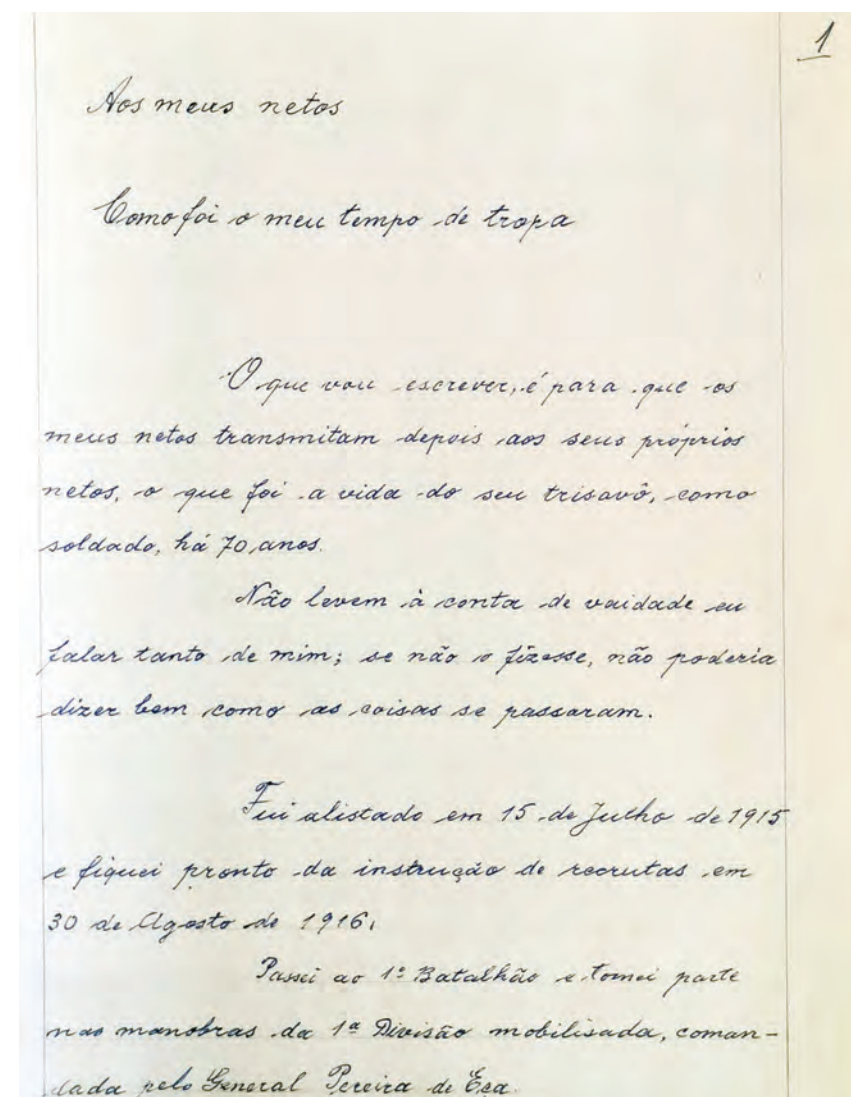 1
Aos meus netos
Como foi o meu tempo de tropa
O que vou escrever, é para que os
meus netos transmitam depois aos seus próprios
netos, o que foi a vida do seu trisavô, como
soldado, há 70 anos.
Não levem à conta de vaidade eu
falar tanto de mim; se não o fizesse, não poderia
dizer bem como as coisas se passaram.
Fui alistado em 15 de Julho de 1915
e fiquei pronto da instrução de recrutas em
30 de Agosto de 1916.
Passei ao 1º Batalhão e tomei parte
nas manobras da 1ª Divisão mobilisada, coman-
dada pelo General Pereira de Eça.